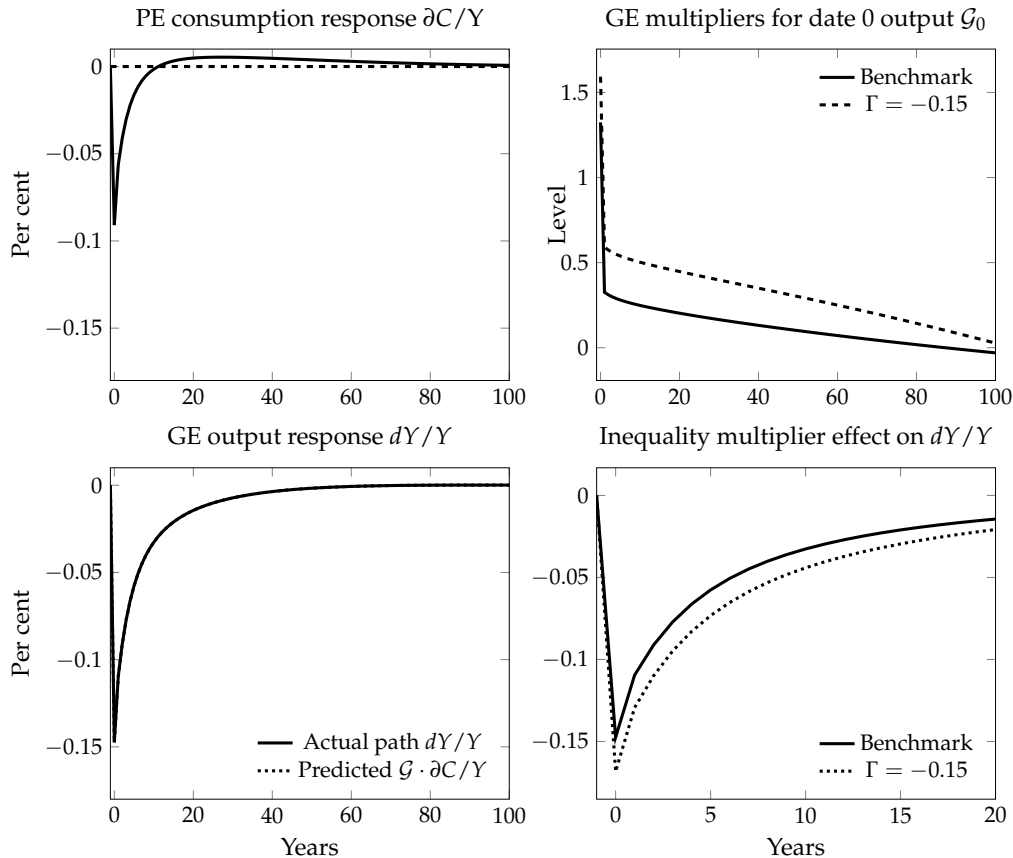 PE consumption response ∂C/Y
GE multipliers for date 0 output 𝒢₀
Per cent
0
−0.05
−0.1
−0.15
0 20 40 60 80 100
Level
1.5
1
0.5
0
Benchmark
Γ = −0.15
0 20 40 60 80 100
GE output response dY/Y
Inequality multiplier effect on dY/Y
Per cent
0
−0.05
−0.1
−0.15
Actual path dY/Y
Predicted 𝒢 · ∂C/Y
0 20 40 60 80 100
Years
0
−0.05
−0.1
−0.15
Benchmark
Γ = −0.15
0 5 10 15 20
Years